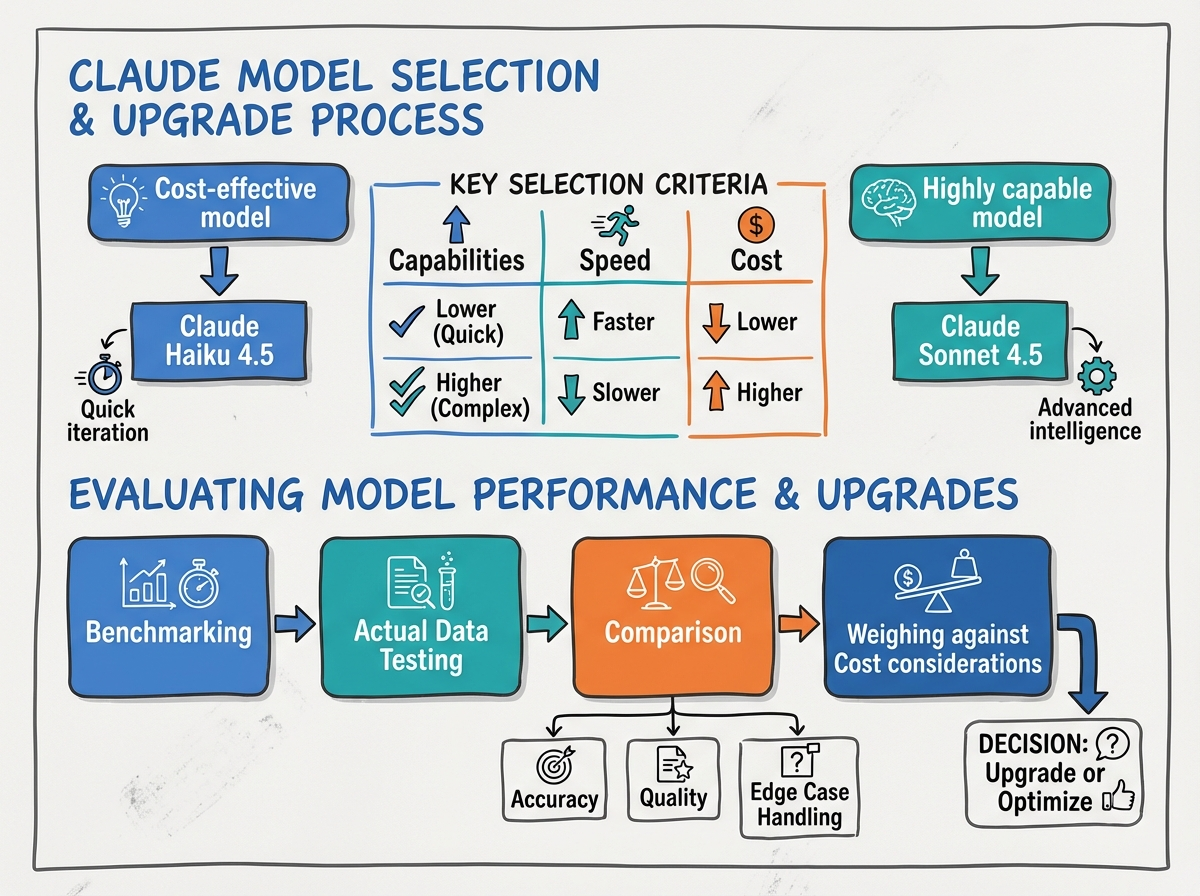 CLAUDE MODEL SELECTION
& UPGRADE PROCESS
Cost-effective
model
Claude
Haiku 4.5
Quick
iteration
KEY SELECTION CRITERIA
$
Capabilities
Speed
Cost
Lower
(Quick)
Faster
Lower
Higher
(Complex)
Slower
Higher
Highly capable
model
Claude
Sonnet 4.5
Advanced
intelligence
EVALUATING MODEL PERFORMANCE & UPGRADES
Benchmarking
Actual Data
Testing
Comparison
$
Weighing against
Cost considerations
Accuracy
Quality
?
Edge Case
Handling
DECISION: ?
Upgrade or
Optimize